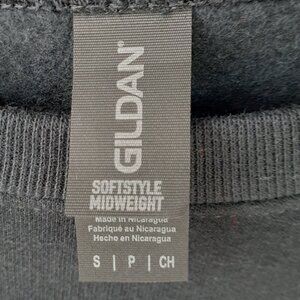 GILDAN
SOFTSTYLE
MIDWEIGHT
Made in Nicaragua
Fabriqué au Nicaragua
Hecho en Nicaragua
S | P | CH